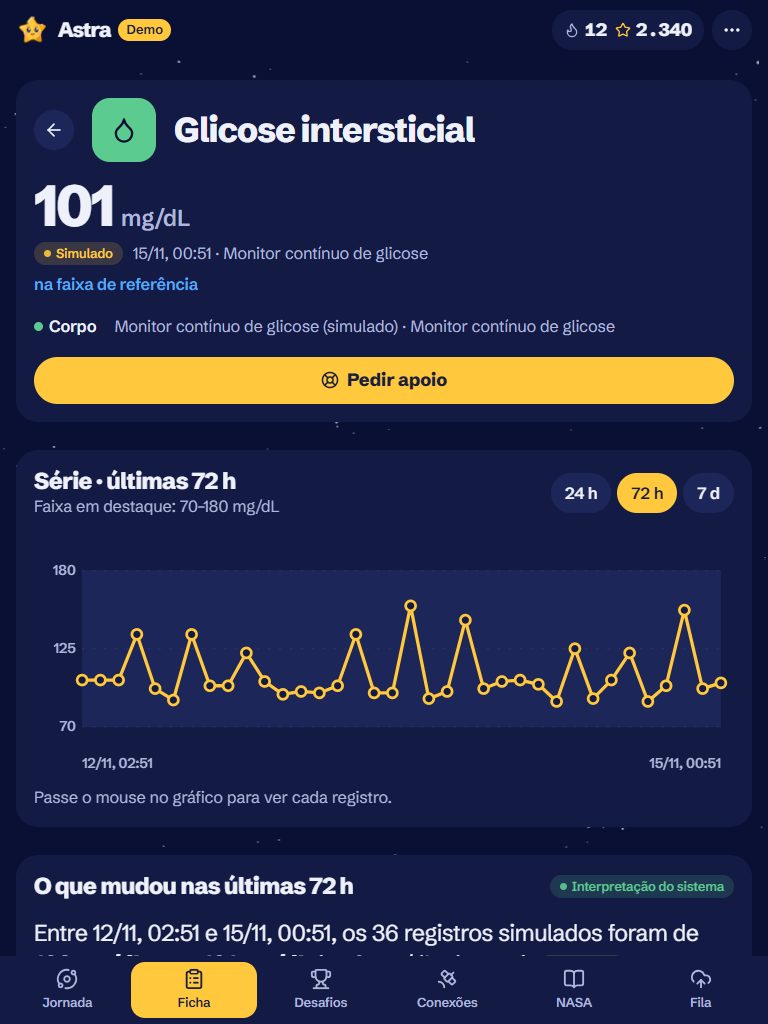 Astra Demo 12 2.340
Glicose intersticial
101 mg/dL
Simulado 15/11, 00:51 · Monitor contínuo de glicose
na faixa de referência
Corpo Monitor contínuo de glicose (simulado) · Monitor contínuo de glicose
Pedir apoio
Série · últimas 72 h
Faixa em destaque: 70–180 mg/dL
24 h 72 h 7 d
180
125
70
12/11, 02:51 15/11, 00:51
Passe o mouse no gráfico para ver cada registro.
O que mudou nas últimas 72 h
Interpretação do sistema
Entre 12/11, 02:51 e 15/11, 00:51, os 36 registros simulados foram de
Jornada Ficha Desafios Conexões NASA Fila